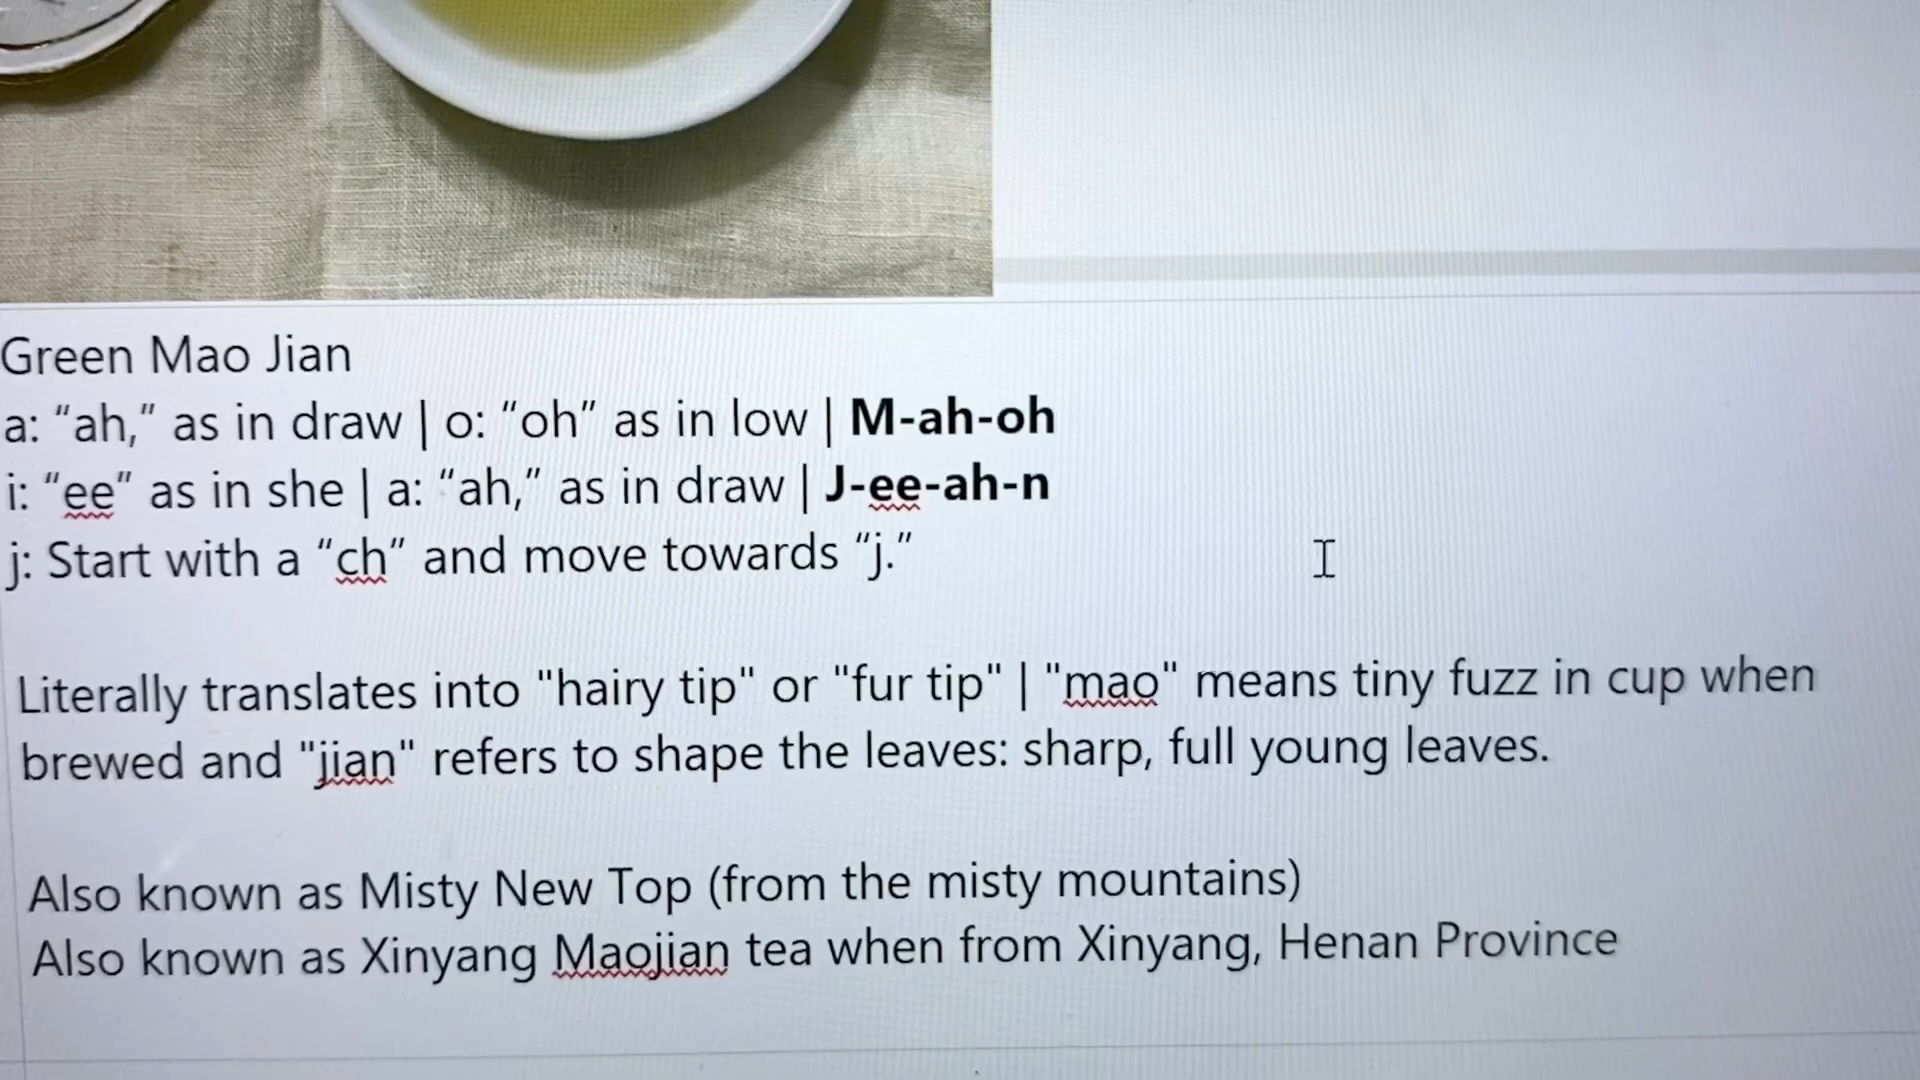 Green Mao Jian
a: “ah,” as in draw | o: “oh” as in low | M-ah-oh
i: “ee” as in she | a: “ah,” as in draw | J-ee-ah-n
j: Start with a “ch” and move towards “j.”
Literally translates into "hairy tip" or "fur tip" | "mao" means tiny fuzz in cup when
brewed and "jian" refers to shape the leaves: sharp, full young leaves.
Also known as Misty New Top (from the misty mountains)
Also known as Xinyang Maojian tea when from Xinyang, Henan Province